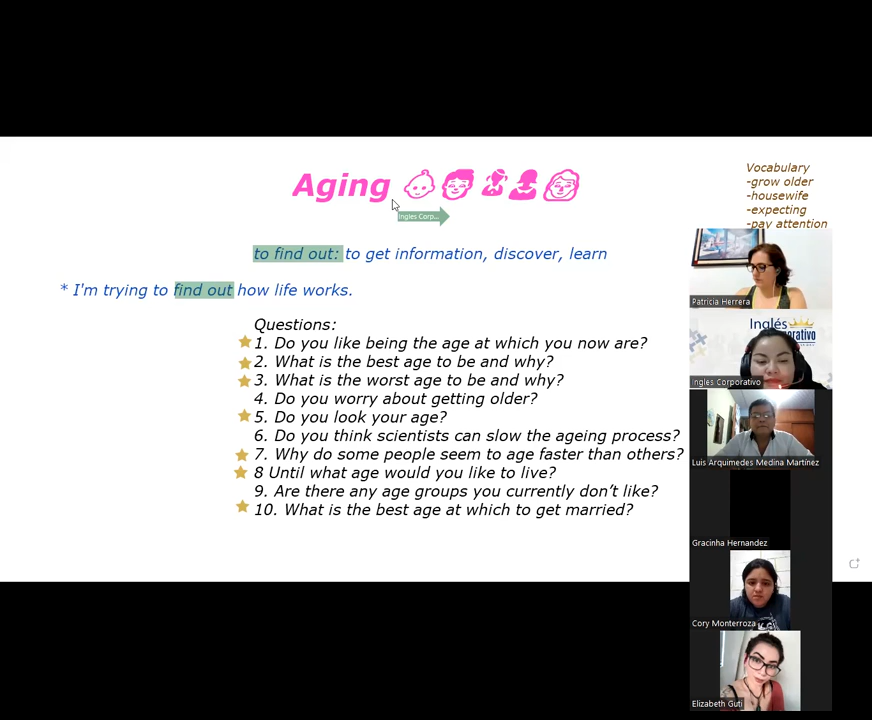 Aging
Ingles Corp...
Vocabulary
-grow older
-housewife
-expecting
-pay attention
to find out: to get information, discover, learn
* I'm trying to find out how life works.
Questions:
1. Do you like being the age at which you now are?
2. What is the best age to be and why?
3. What is the worst age to be and why?
4. Do you worry about getting older?
5. Do you look your age?
6. Do you think scientists can slow the ageing process?
7. Why do some people seem to age faster than others?
8 Until what age would you like to live?
9. Are there any age groups you currently don’t like?
10. What is the best age at which to get married?
Patricia Herrera
Inglés
Ingles Corporativo
Luis Arquimedes Medina Martínez
Gracinha Hernandez
Cory Monterroza
Elizabeth Guti